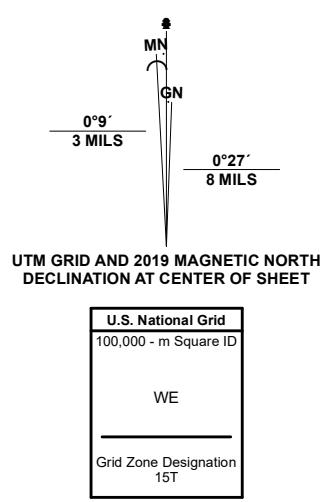 MN
GN
0°9´
3 MILS
0°27´
8 MILS
UTM GRID AND 2019 MAGNETIC NORTH
DECLINATION AT CENTER OF SHEET
U.S. National Grid
100,000 - m Square ID
WE
Grid Zone Designation
15T